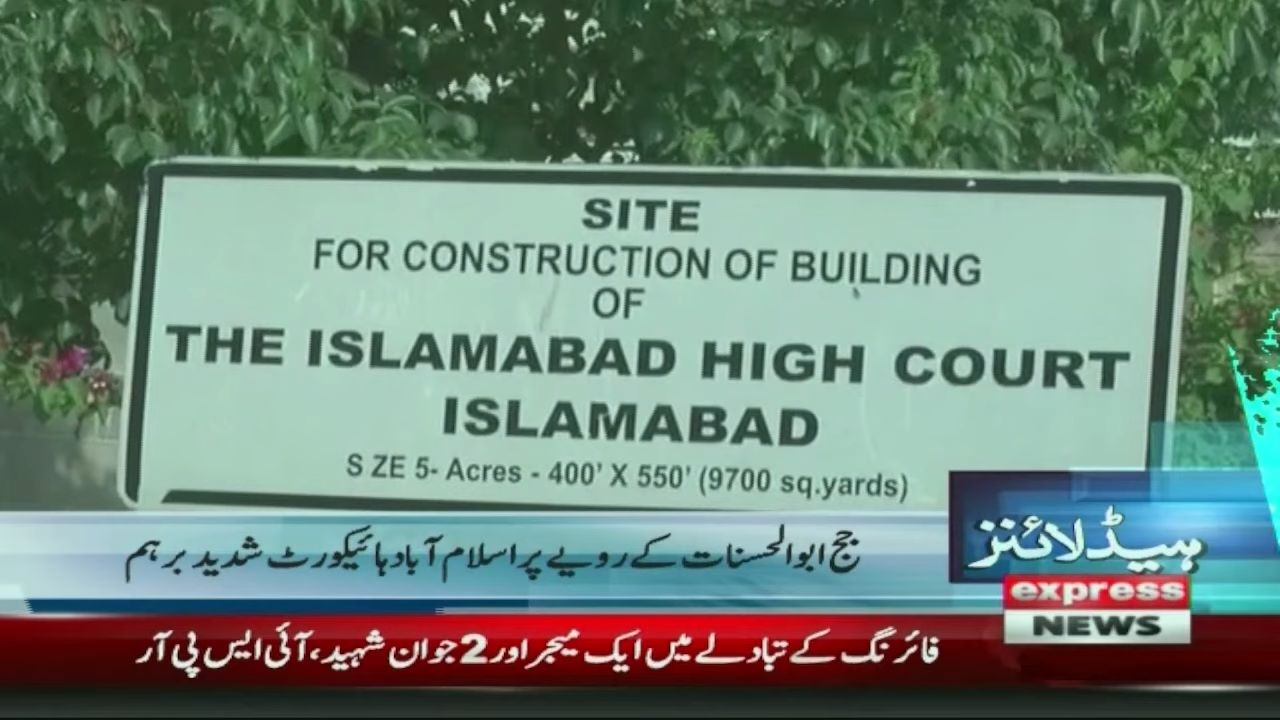 SITE
FOR CONSTRUCTION OF BUILDING
OF
THE ISLAMABAD HIGH COURT
ISLAMABAD
S ZE 5- Acres - 400' X 550' (9700 sq.yards)
جج ابوالحسنات کے رویے پر اسلام آباد ہائیکورٹ شدید برہم
ہیڈلائنز
express
NEWS
فائرنگ کے تبادلے میں ایک میجر اور 2 جوان شہید، آئی ایس پی آر